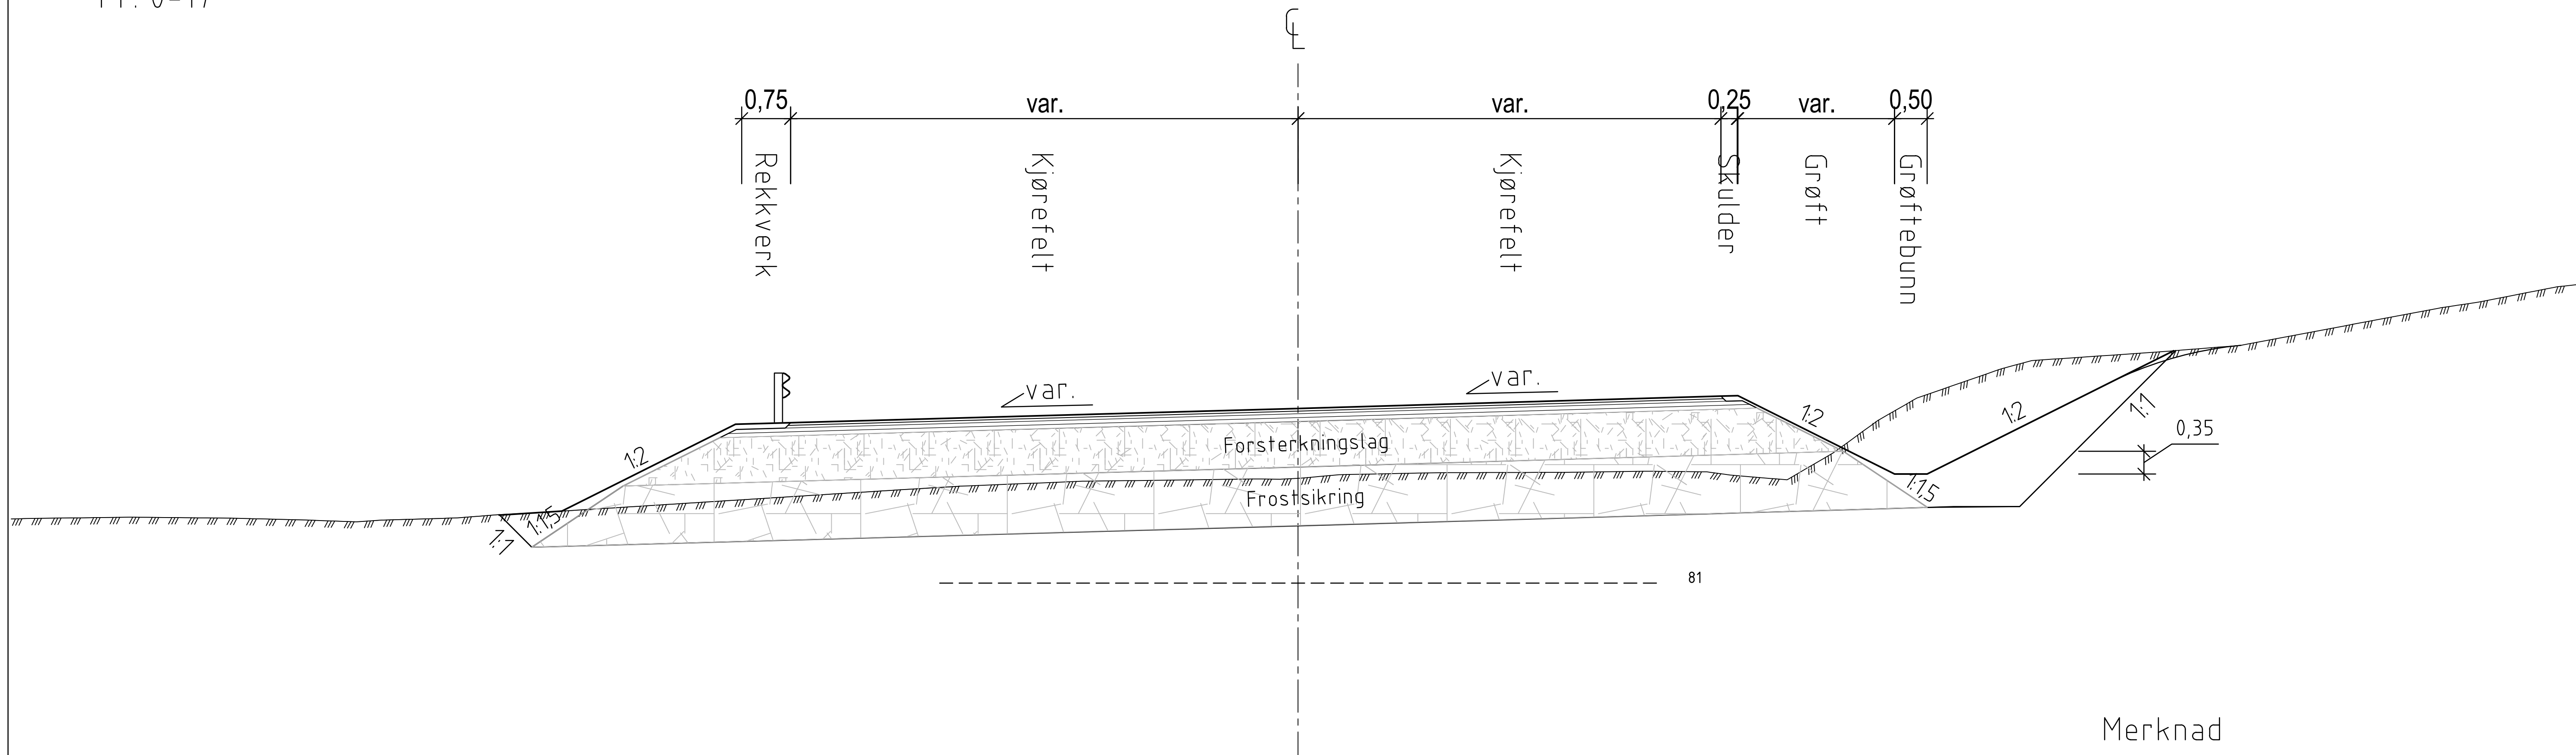 0,75
var.
var.
0,25
var.
0,50
Rekkverk
Kjørefelt
Kjørefelt
Skulder
Grøft
Grøftebunn
var.
var.
1:2
1:2
1:2
1:1
0,35
Forsterkningslag
Frostsikring
1:1,5
1:1,5
1:1
81
Merknad